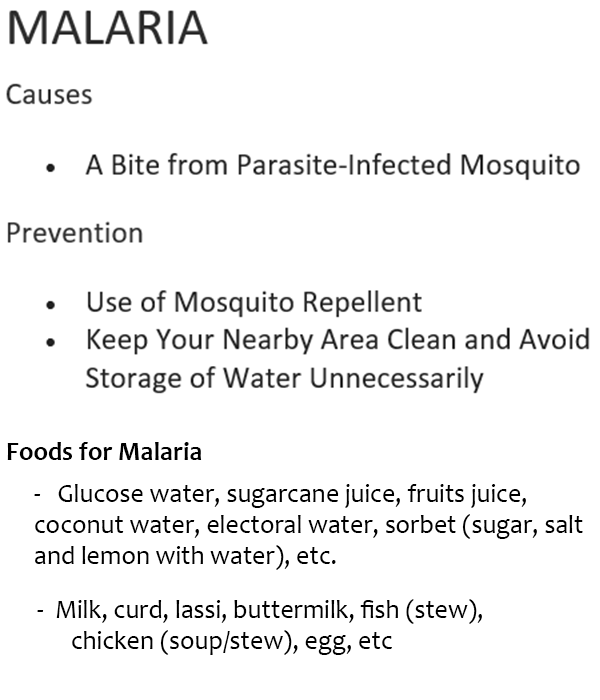 MALARIA
Causes
• A Bite from Parasite-Infected Mosquito
Prevention
• Use of Mosquito Repellent
• Keep Your Nearby Area Clean and Avoid
Storage of Water Unnecessarily
Foods for Malaria
- Glucose water, sugarcane juice, fruits juice,
coconut water, electoral water, sorbet (sugar, salt
and lemon with water), etc.
- Milk, curd, lassi, buttermilk, fish (stew),
chicken (soup/stew), egg, etc